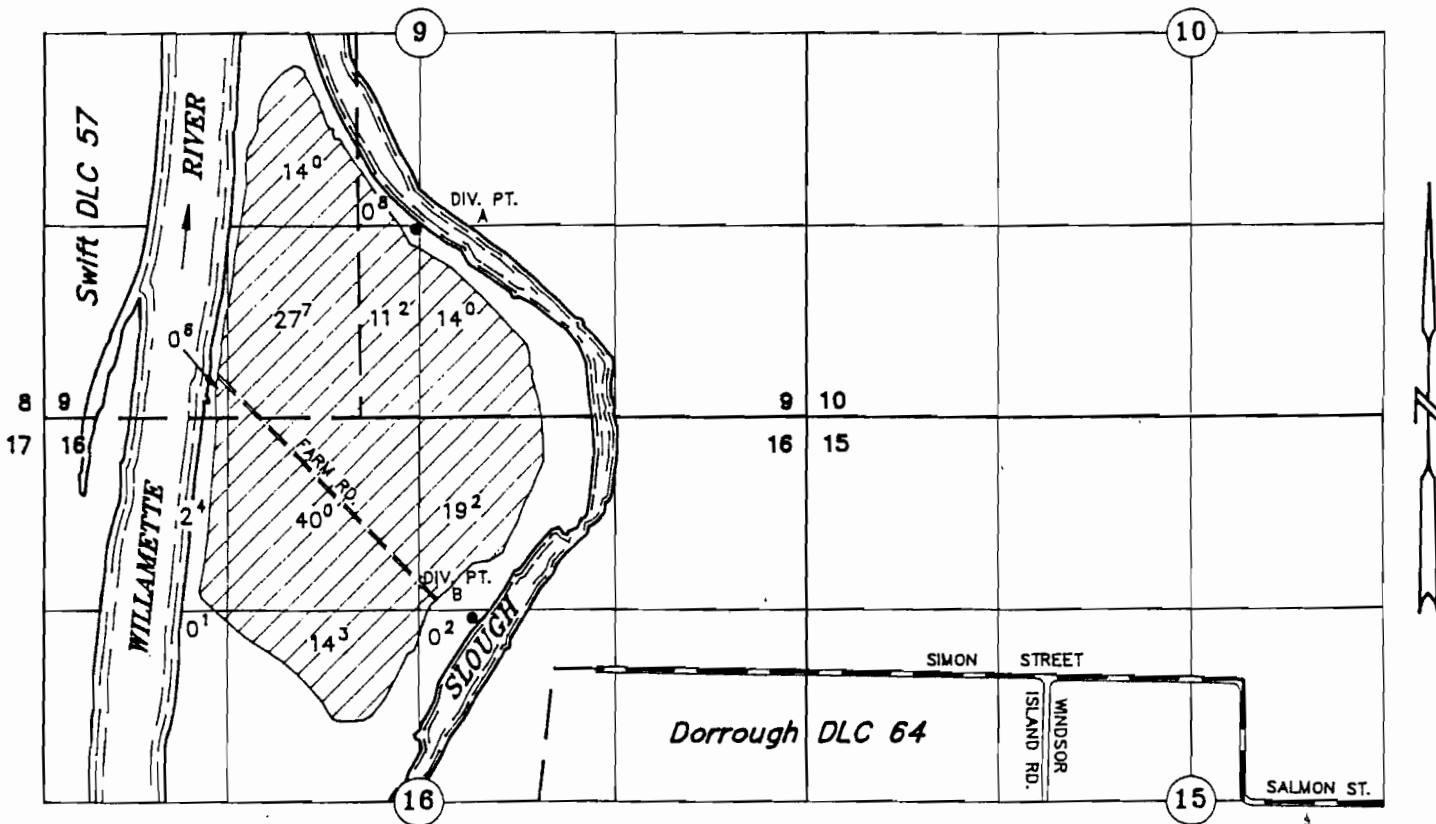 9
10
Swift DLC 57
RIVER
14⁰
0⁸
DIV. PT.
A
27⁷
11²
14⁰
0⁶
8 9
17 16
9 10
16 15
FARM RD.
2⁴
40⁰
19²
WILLAMETTE
DIV. PT.
B
0¹
14³
0²
SLOUGH
SIMON STREET
WINDSOR
ISLAND RD.
Dorrough DLC 64
SALMON ST.
16
15